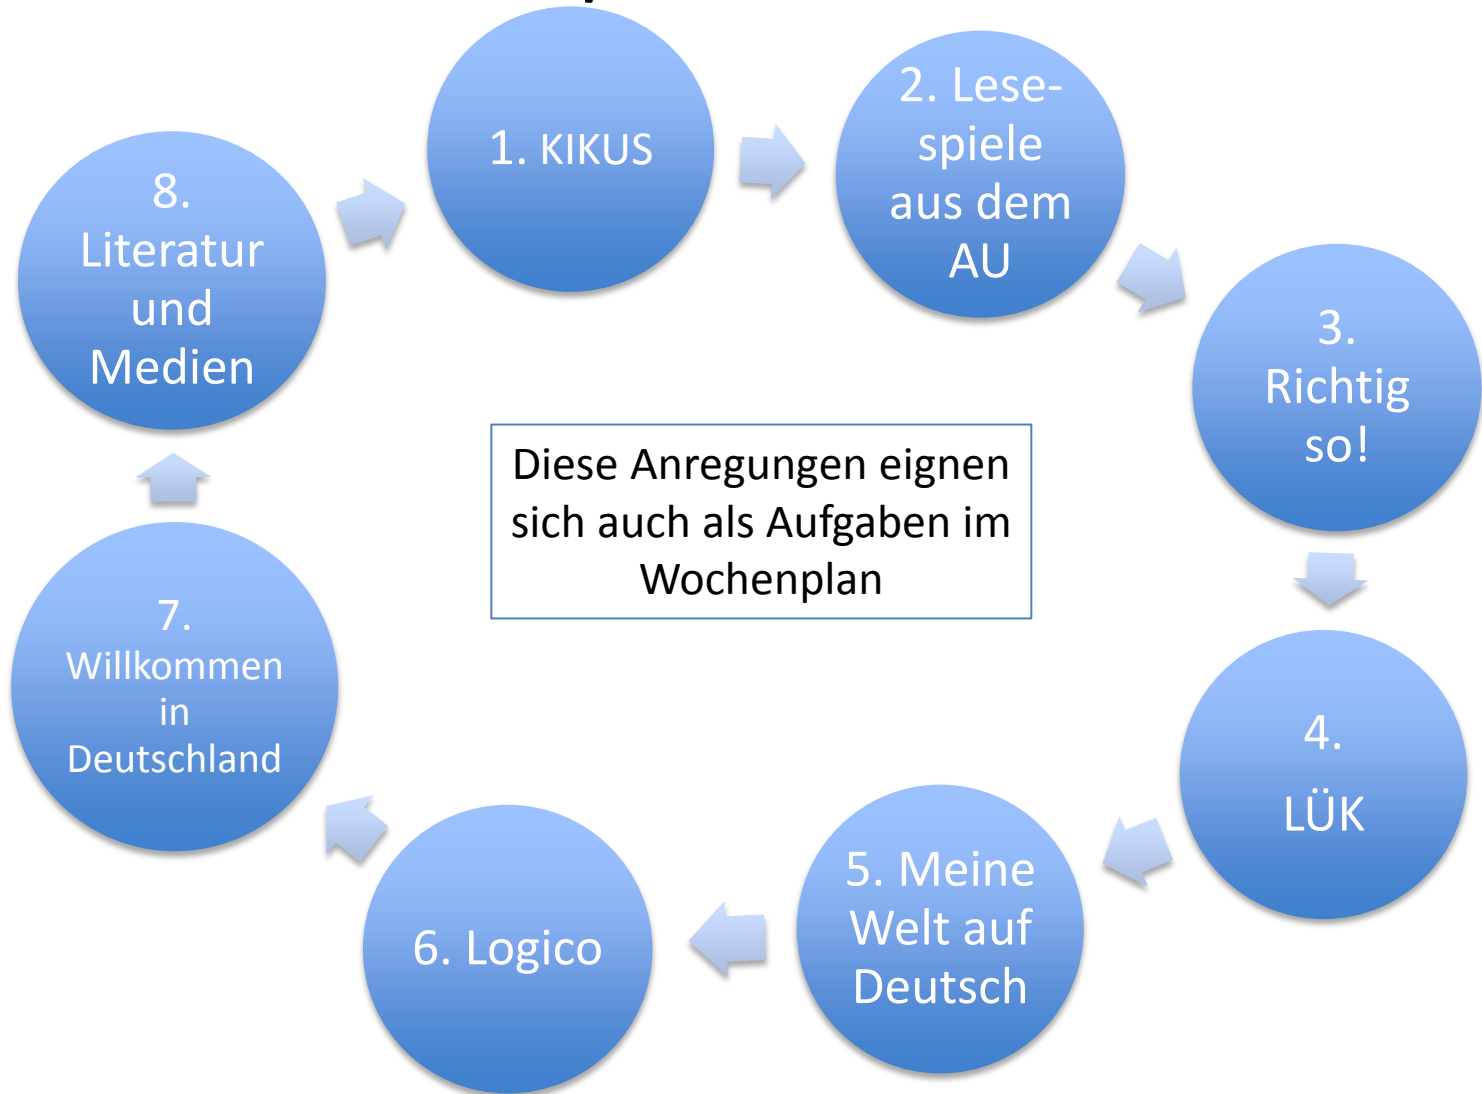 1. KIKUS
2. Lese-
spiele
aus dem
AU
3.
Richtig
so!
4.
LÜK
5. Meine
Welt auf
Deutsch
6. Logico
7.
Willkommen
in
Deutschland
8.
Literatur
und
Medien
Diese Anregungen eignen
sich auch als Aufgaben im
Wochenplan